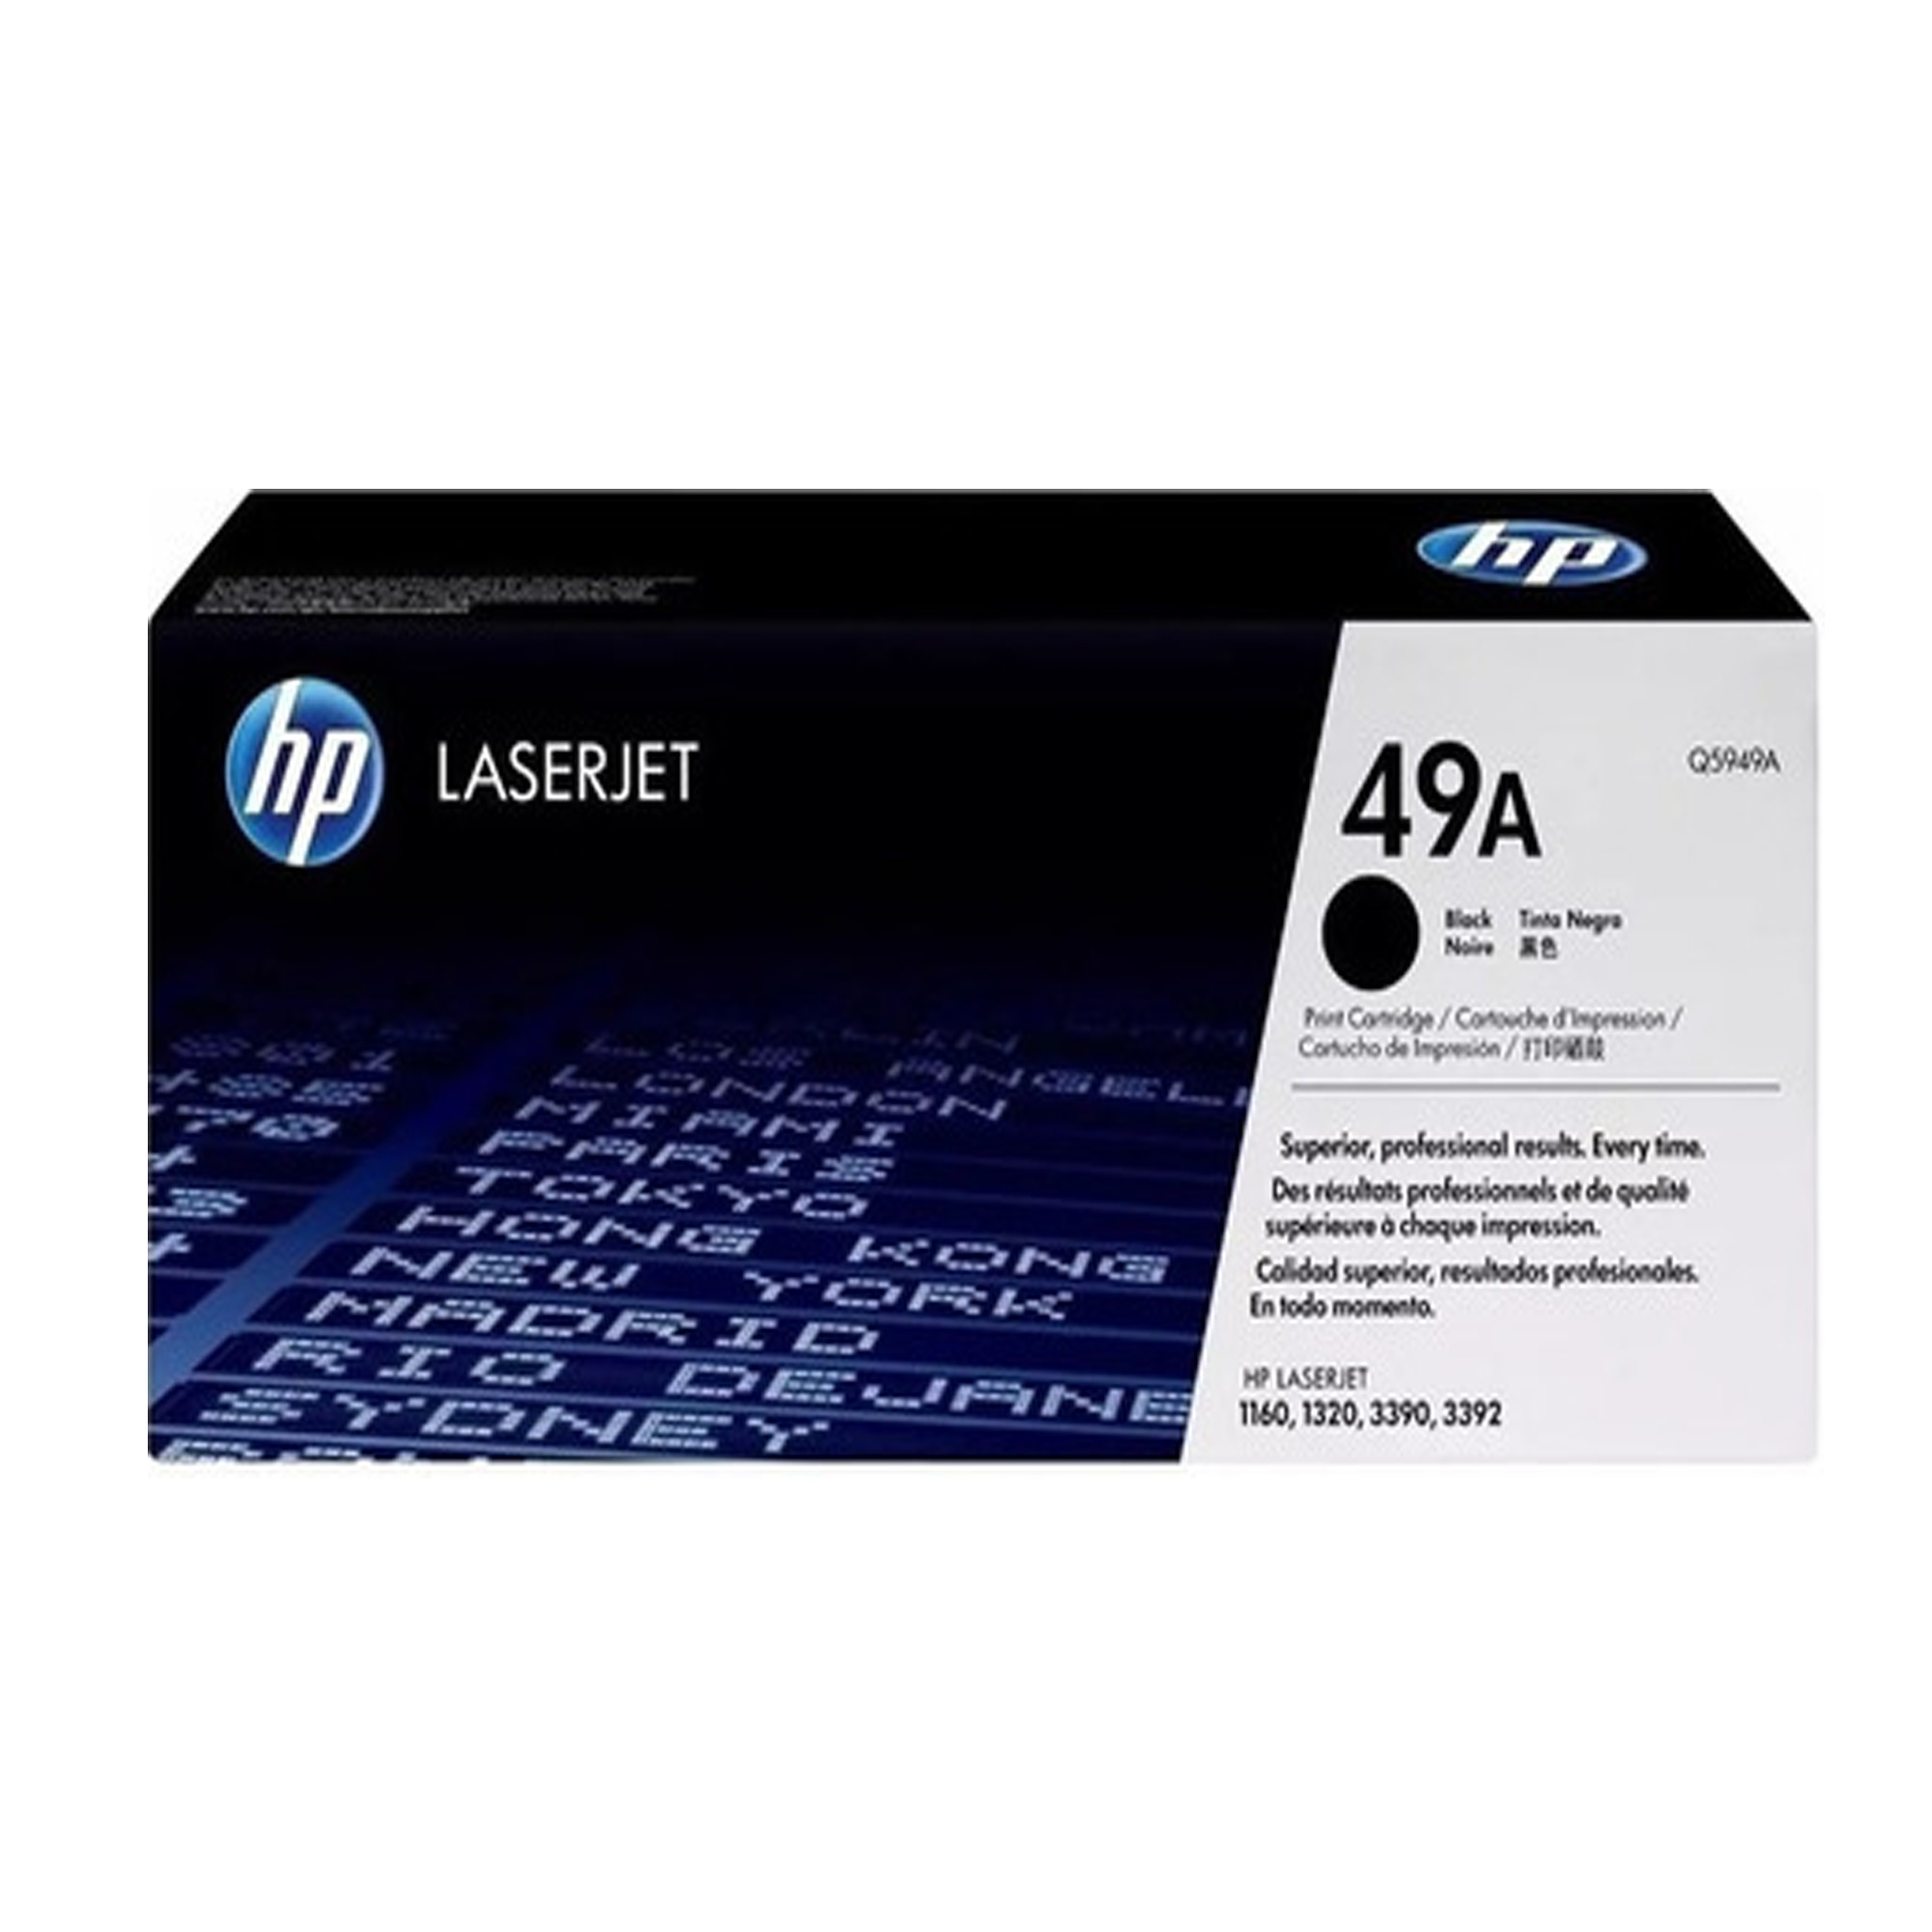 hp
hp
LASERJET
49A
Q5949A
Black Tinta Negra
Noire 黑色
Print Cartridge / Cartouche d'Impression /
Cartucho de Impresión / 打印硒鼓
Superior, professional results. Every time.
Des résultats professionnels et de qualité
supérieure à chaque impression.
Calidad superior, resultados profesionales.
En todo momento.
HP LASERJET
1160, 1320, 3390, 3392
LOS ANGEL
LONDON
MIAMI
PARIS
TOKYO
HONG KONG
NEW YORK
MADRID
RIO DEJANE
SYDNEY